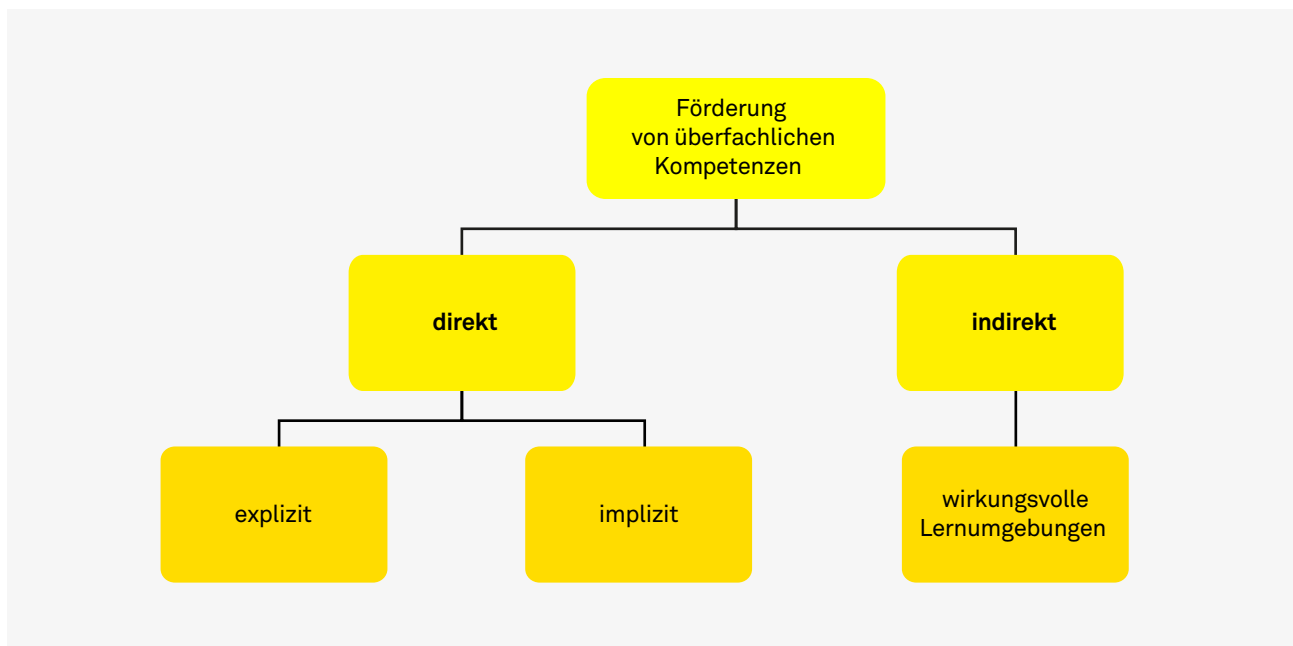 Förderung
von überfachlichen
Kompetenzen
direkt
indirekt
explizit
implizit
wirkungsvolle
Lernumgebungen